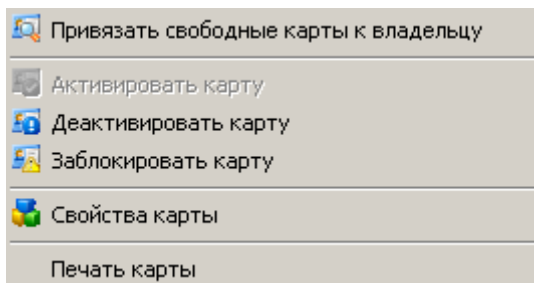 Привязать свободные карты к владельцу
Активировать карту
Деактивировать карту
Заблокировать карту
Свойства карты
Печать карты